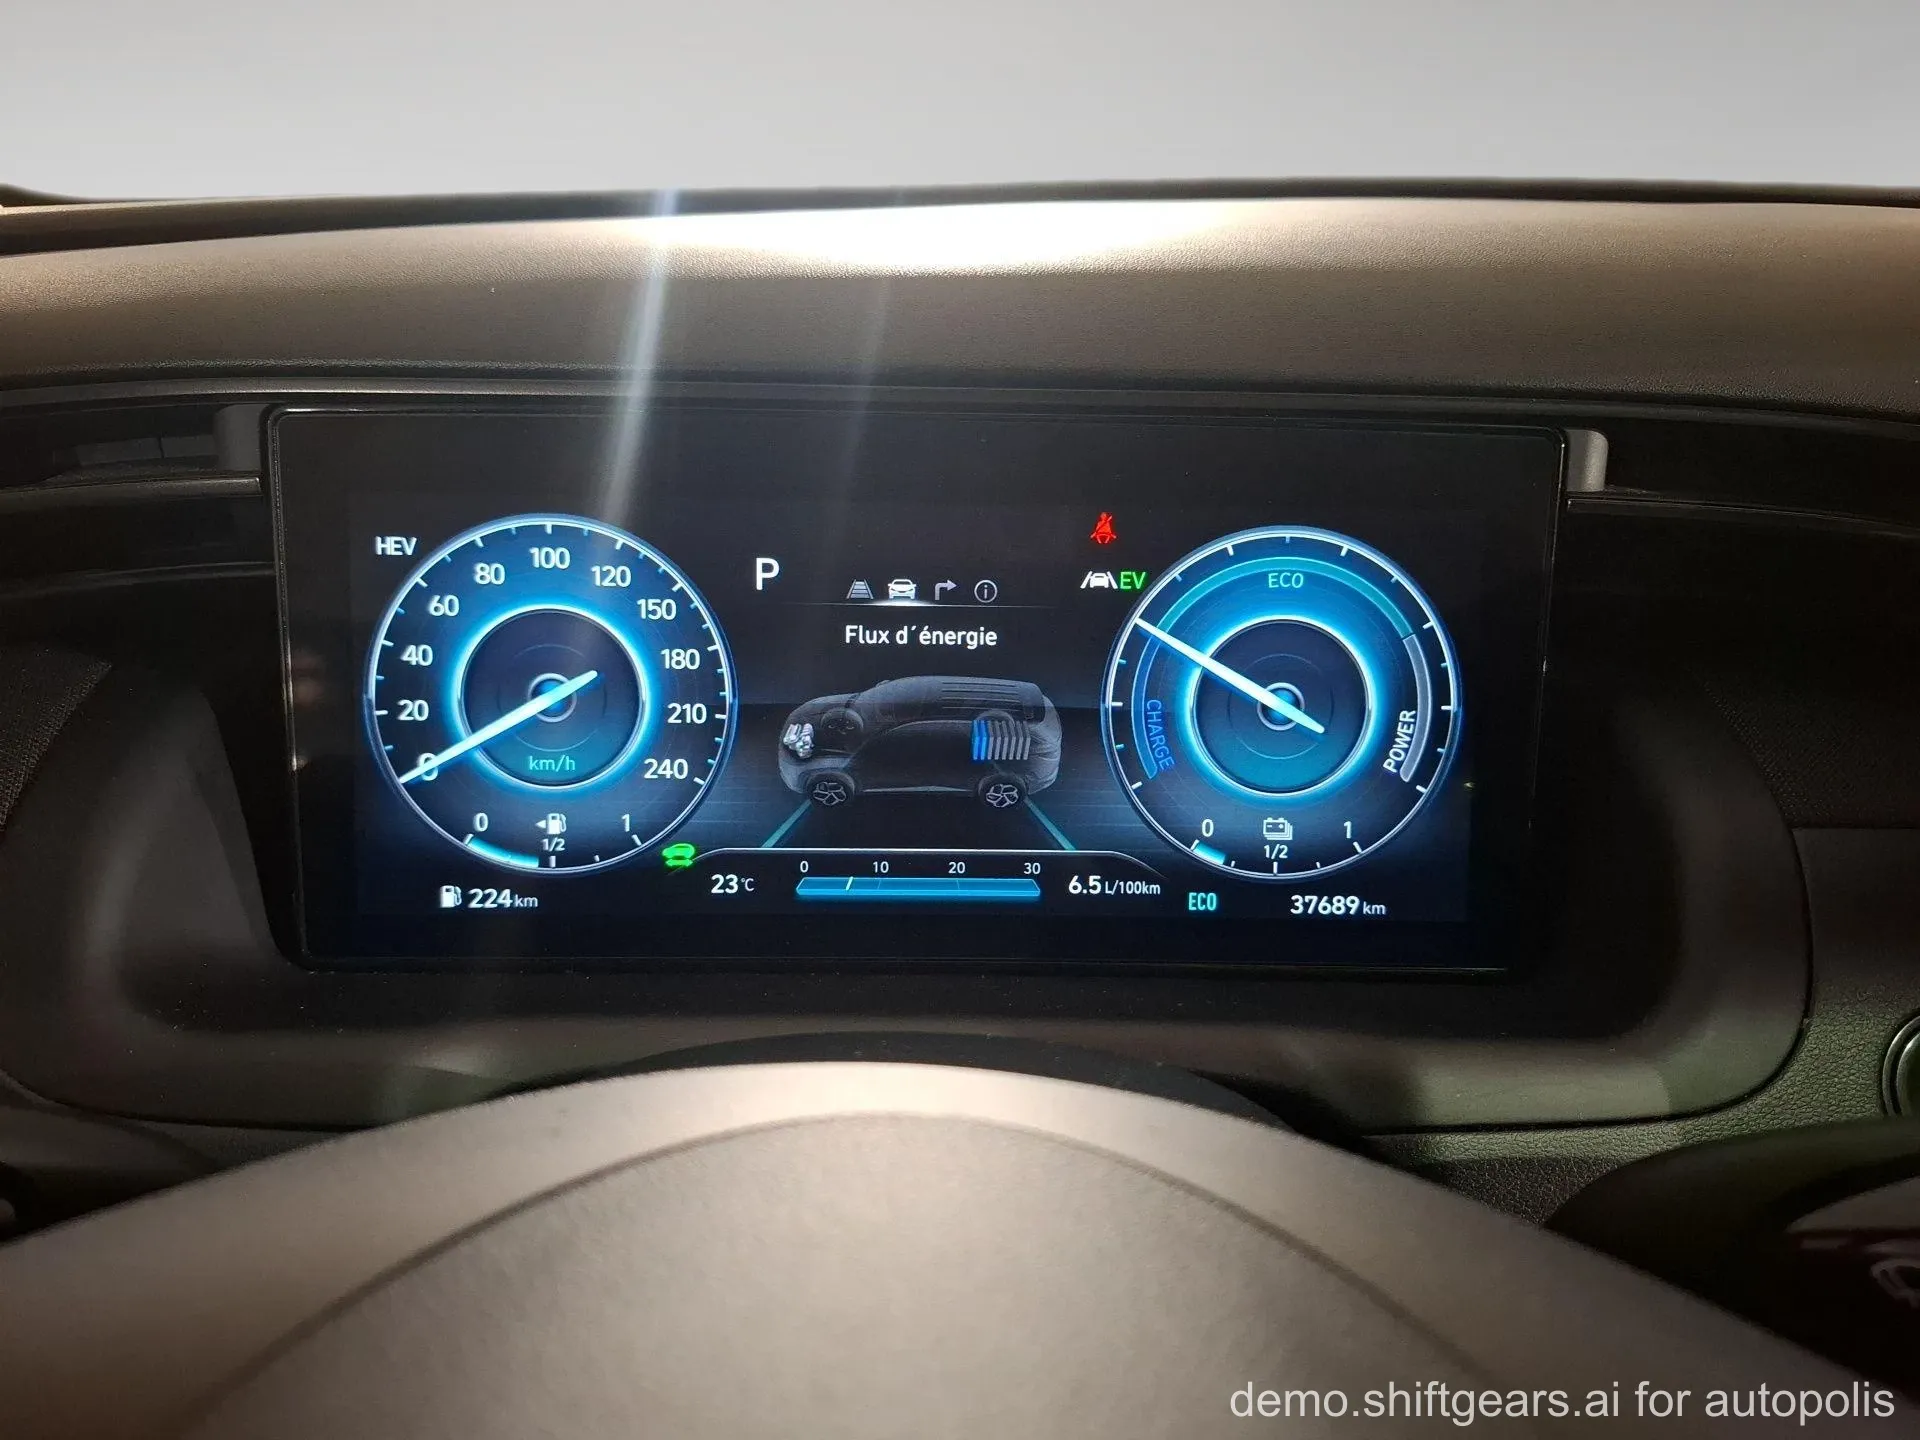 HEV
0
20
40
60
80
100
120
150
180
210
240
km/h
0 1/2 1
224 km
P
Flux d´énergie
EV
23 °C
0 10 20 30
6.5 L/100km
ECO
CHARGE
POWER
0 1/2 1
ECO
37689 km
demo.shiftgears.ai for autopolis